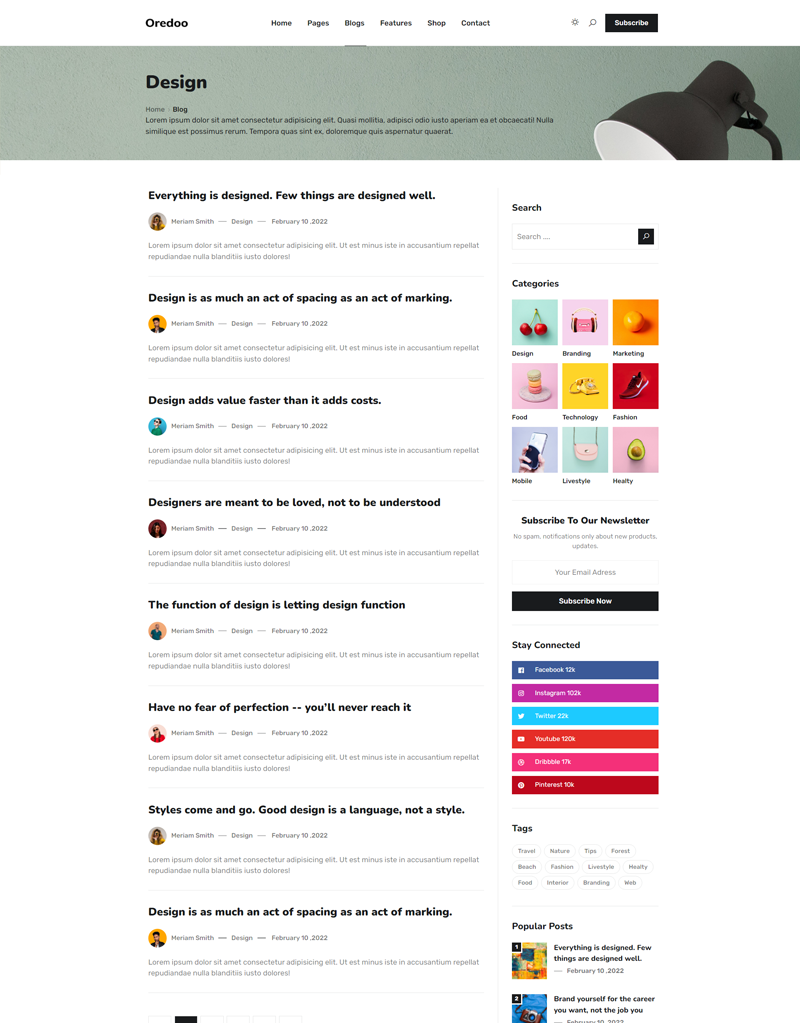 Oredoo
Home Pages Blogs Features Shop Contact
Subscribe
Design
Home › Blog
Lorem ipsum dolor sit amet consectetur adipisicing elit. Quasi mollitia, adipisci odio iusto aperiam ea et obcaecati! Nulla
similique est possimus rerum. Tempora quas sint ex, doloremque quis aspernatur quaerat.
Everything is designed. Few things are designed well.
Meriam Smith — Design — February 10 ,2022
Lorem ipsum dolor sit amet consectetur adipisicing elit. Ut est minus iste in accusantium repellat
repudiandae nulla blanditiis iusto dolores!
Design is as much an act of spacing as an act of marking.
Meriam Smith — Design — February 10 ,2022
Lorem ipsum dolor sit amet consectetur adipisicing elit. Ut est minus iste in accusantium repellat
repudiandae nulla blanditiis iusto dolores!
Design adds value faster than it adds costs.
Meriam Smith — Design — February 10 ,2022
Lorem ipsum dolor sit amet consectetur adipisicing elit. Ut est minus iste in accusantium repellat
repudiandae nulla blanditiis iusto dolores!
Designers are meant to be loved, not to be understood
Meriam Smith — Design — February 10 ,2022
Lorem ipsum dolor sit amet consectetur adipisicing elit. Ut est minus iste in accusantium repellat
repudiandae nulla blanditiis iusto dolores!
The function of design is letting design function
Meriam Smith — Design — February 10 ,2022
Lorem ipsum dolor sit amet consectetur adipisicing elit. Ut est minus iste in accusantium repellat
repudiandae nulla blanditiis iusto dolores!
Have no fear of perfection -- you'll never reach it
Meriam Smith — Design — February 10 ,2022
Lorem ipsum dolor sit amet consectetur adipisicing elit. Ut est minus iste in accusantium repellat
repudiandae nulla blanditiis iusto dolores!
Styles come and go. Good design is a language, not a style.
Meriam Smith — Design — February 10 ,2022
Lorem ipsum dolor sit amet consectetur adipisicing elit. Ut est minus iste in accusantium repellat
repudiandae nulla blanditiis iusto dolores!
Design is as much an act of spacing as an act of marking.
Meriam Smith — Design — February 10 ,2022
Lorem ipsum dolor sit amet consectetur adipisicing elit. Ut est minus iste in accusantium repellat
repudiandae nulla blanditiis iusto dolores!
Search
Search ....
Categories
Design Branding Marketing
Food Technology Fashion
Mobile Livestyle Healty
Subscribe To Our Newsletter
No spam, notifications only about new products,
updates.
Your Email Adress
Subscribe Now
Stay Connected
Facebook 12k
Instagram 102k
Twitter 22k
Youtube 120k
Dribbble 17k
Pinterest 10k
Tags
Travel Nature Tips Forest
Beach Fashion Livestyle Healty
Food Interior Branding Web
Popular Posts
1
Everything is designed. Few
things are designed well.
— February 10 ,2022
2
Brand yourself for the career
you want, not the job you
— February 10 ,2022